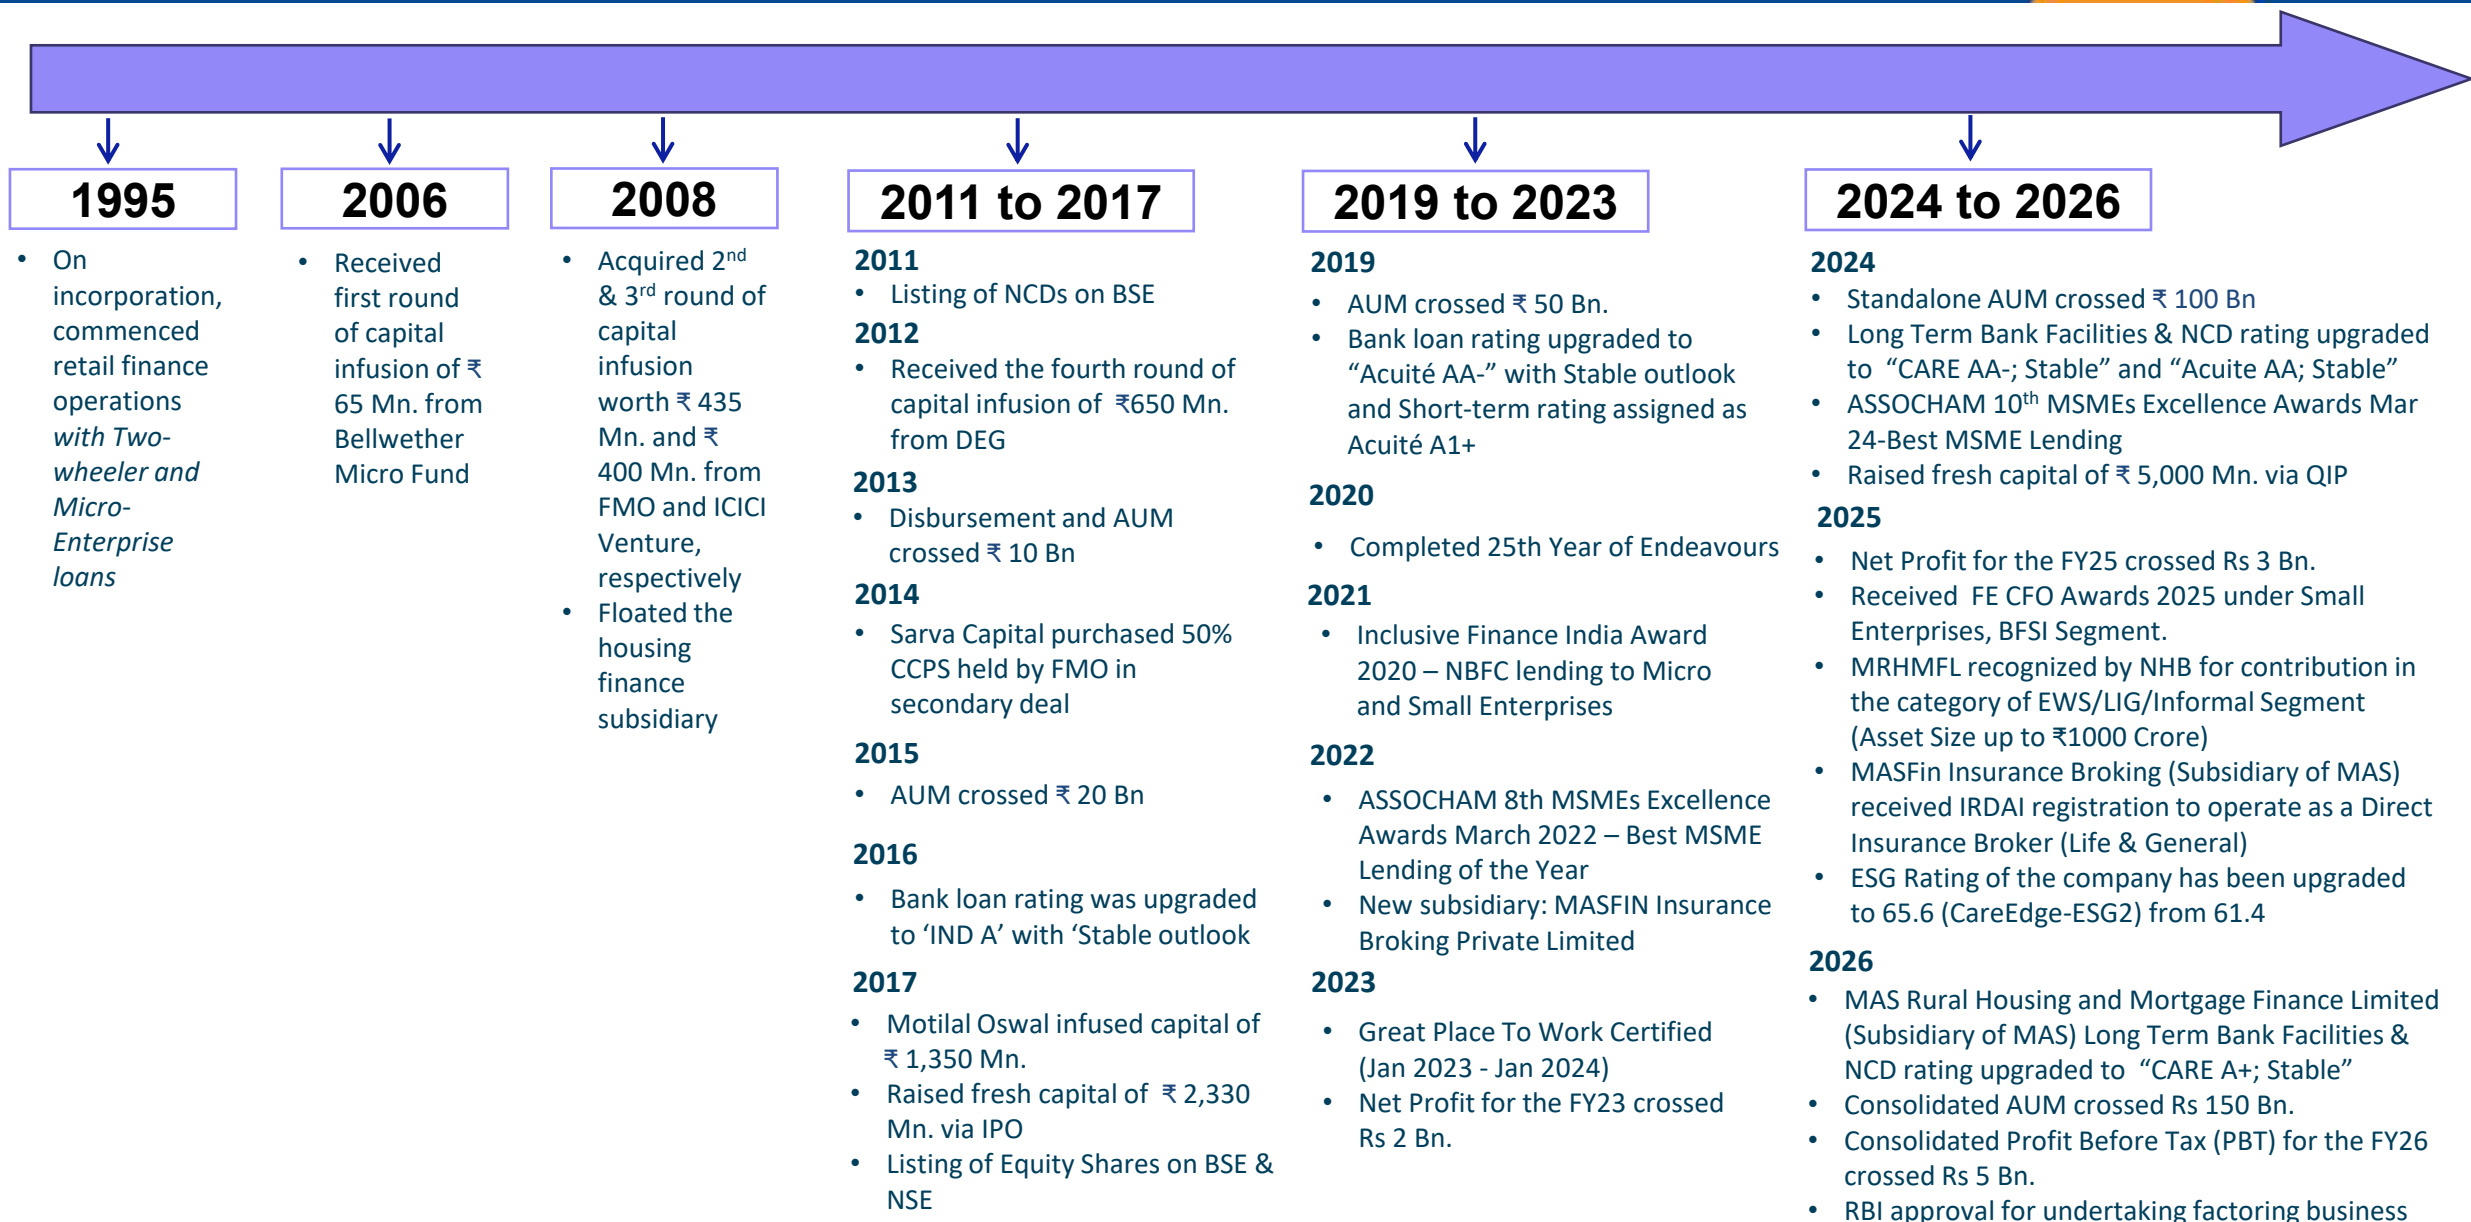 1995
• On
incorporation,
commenced
retail finance
operations
with Two-
wheeler and
Micro-
Enterprise
loans
2006
• Received
first round
of capital
infusion of ₹
65 Mn. from
Bellwether
Micro Fund
2008
• Acquired 2nd
& 3rd round of
capital
infusion
worth ₹ 435
Mn. and ₹
400 Mn. from
FMO and ICICI
Venture,
respectively
• Floated the
housing
finance
subsidiary
2011 to 2017
2011
• Listing of NCDs on BSE
2012
• Received the fourth round of
capital infusion of ₹650 Mn.
from DEG
2013
• Disbursement and AUM
crossed ₹ 10 Bn
2014
• Sarva Capital purchased 50%
CCPS held by FMO in
secondary deal
2015
• AUM crossed ₹ 20 Bn
2016
• Bank loan rating was upgraded
to ‘IND A’ with ‘Stable outlook
2017
• Motilal Oswal infused capital of
₹ 1,350 Mn.
• Raised fresh capital of ₹ 2,330
Mn. via IPO
• Listing of Equity Shares on BSE &
NSE
2019 to 2023
2019
• AUM crossed ₹ 50 Bn.
• Bank loan rating upgraded to
“Acuité AA-” with Stable outlook
and Short-term rating assigned as
Acuité A1+
2020
• Completed 25th Year of Endeavours
2021
• Inclusive Finance India Award
2020 – NBFC lending to Micro
and Small Enterprises
2022
• ASSOCHAM 8th MSMEs Excellence
Awards March 2022 – Best MSME
Lending of the Year
• New subsidiary: MASFIN Insurance
Broking Private Limited
2023
• Great Place To Work Certified
(Jan 2023 - Jan 2024)
• Net Profit for the FY23 crossed
Rs 2 Bn.
2024 to 2026
2024
• Standalone AUM crossed ₹ 100 Bn
• Long Term Bank Facilities & NCD rating upgraded
to “CARE AA-; Stable” and “Acuite AA; Stable”
• ASSOCHAM 10th MSMEs Excellence Awards Mar
24-Best MSME Lending
• Raised fresh capital of ₹ 5,000 Mn. via QIP
2025
• Net Profit for the FY25 crossed Rs 3 Bn.
• Received FE CFO Awards 2025 under Small
Enterprises, BFSI Segment.
• MRHMFL recognized by NHB for contribution in
the category of EWS/LIG/Informal Segment
(Asset Size up to ₹1000 Crore)
• MASFin Insurance Broking (Subsidiary of MAS)
received IRDAI registration to operate as a Direct
Insurance Broker (Life & General)
• ESG Rating of the company has been upgraded
to 65.6 (CareEdge-ESG2) from 61.4
2026
• MAS Rural Housing and Mortgage Finance Limited
(Subsidiary of MAS) Long Term Bank Facilities &
NCD rating upgraded to “CARE A+; Stable”
• Consolidated AUM crossed Rs 150 Bn.
• Consolidated Profit Before Tax (PBT) for the FY26
crossed Rs 5 Bn.
• RBI approval for undertaking factoring business